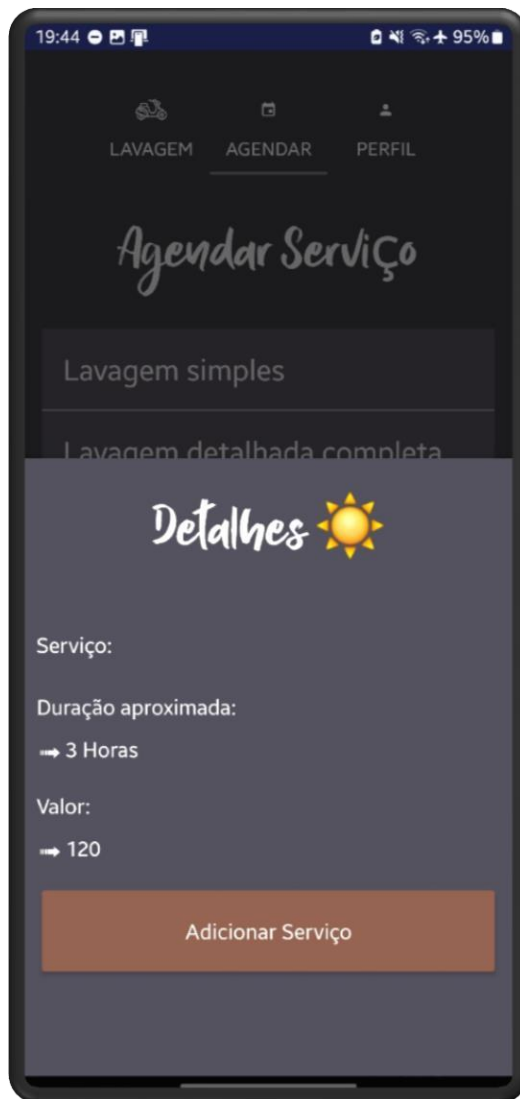 19:44 95%
LAVAGEM AGENDAR PERFIL
Agendar Serviço
Lavagem simples
Lavagem detalhada completa
Detalhes
Serviço:
Duração aproximada:
3 Horas
Valor:
120
Adicionar Serviço